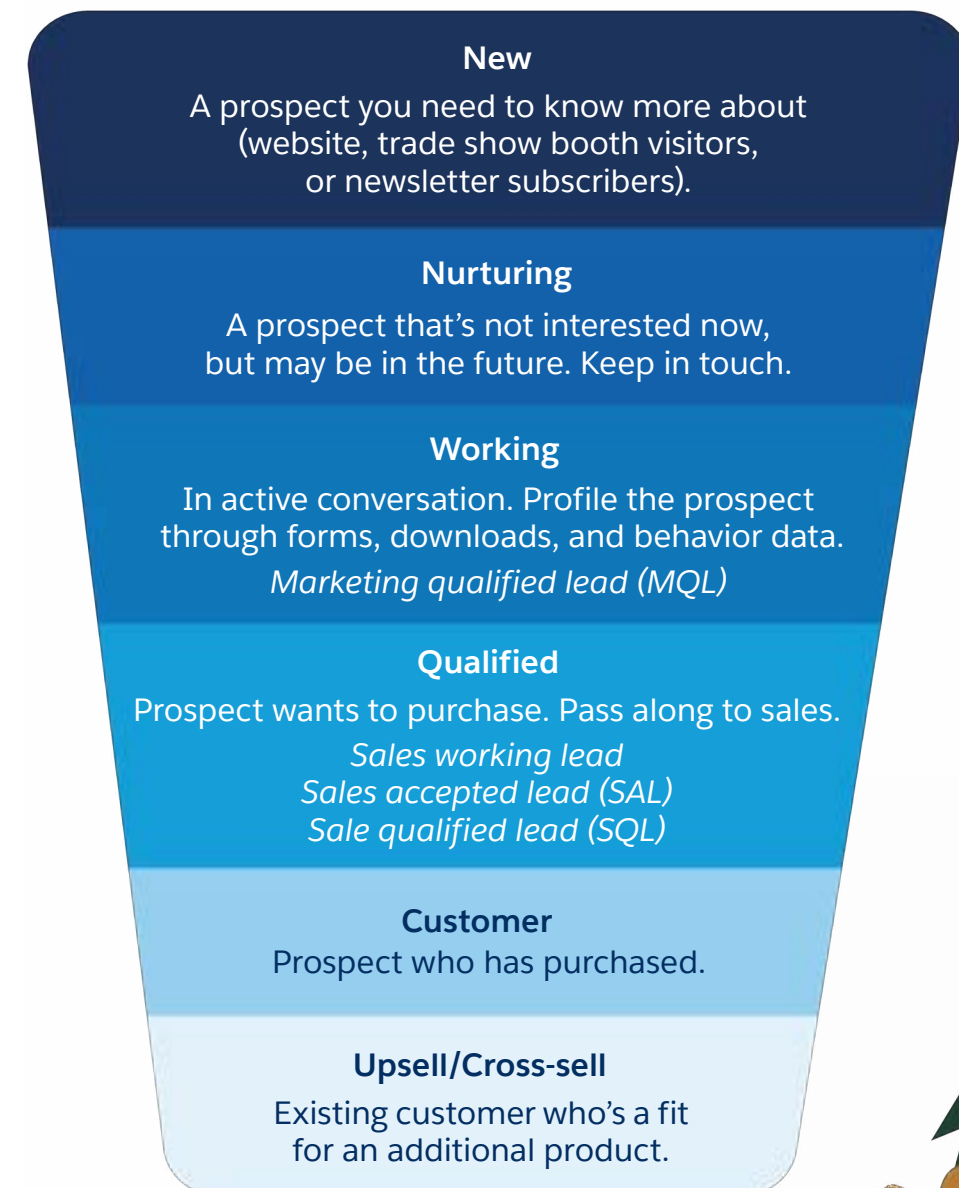 New
A prospect you need to know more about
(website, trade show booth visitors,
or newsletter subscribers).
Nurturing
A prospect that’s not interested now,
but may be in the future. Keep in touch.
Working
In active conversation. Profile the prospect
through forms, downloads, and behavior data.
Marketing qualified lead (MQL)
Qualified
Prospect wants to purchase. Pass along to sales.
Sales working lead
Sales accepted lead (SAL)
Sale qualified lead (SQL)
Customer
Prospect who has purchased.
Upsell/Cross-sell
Existing customer who’s a fit
for an additional product.